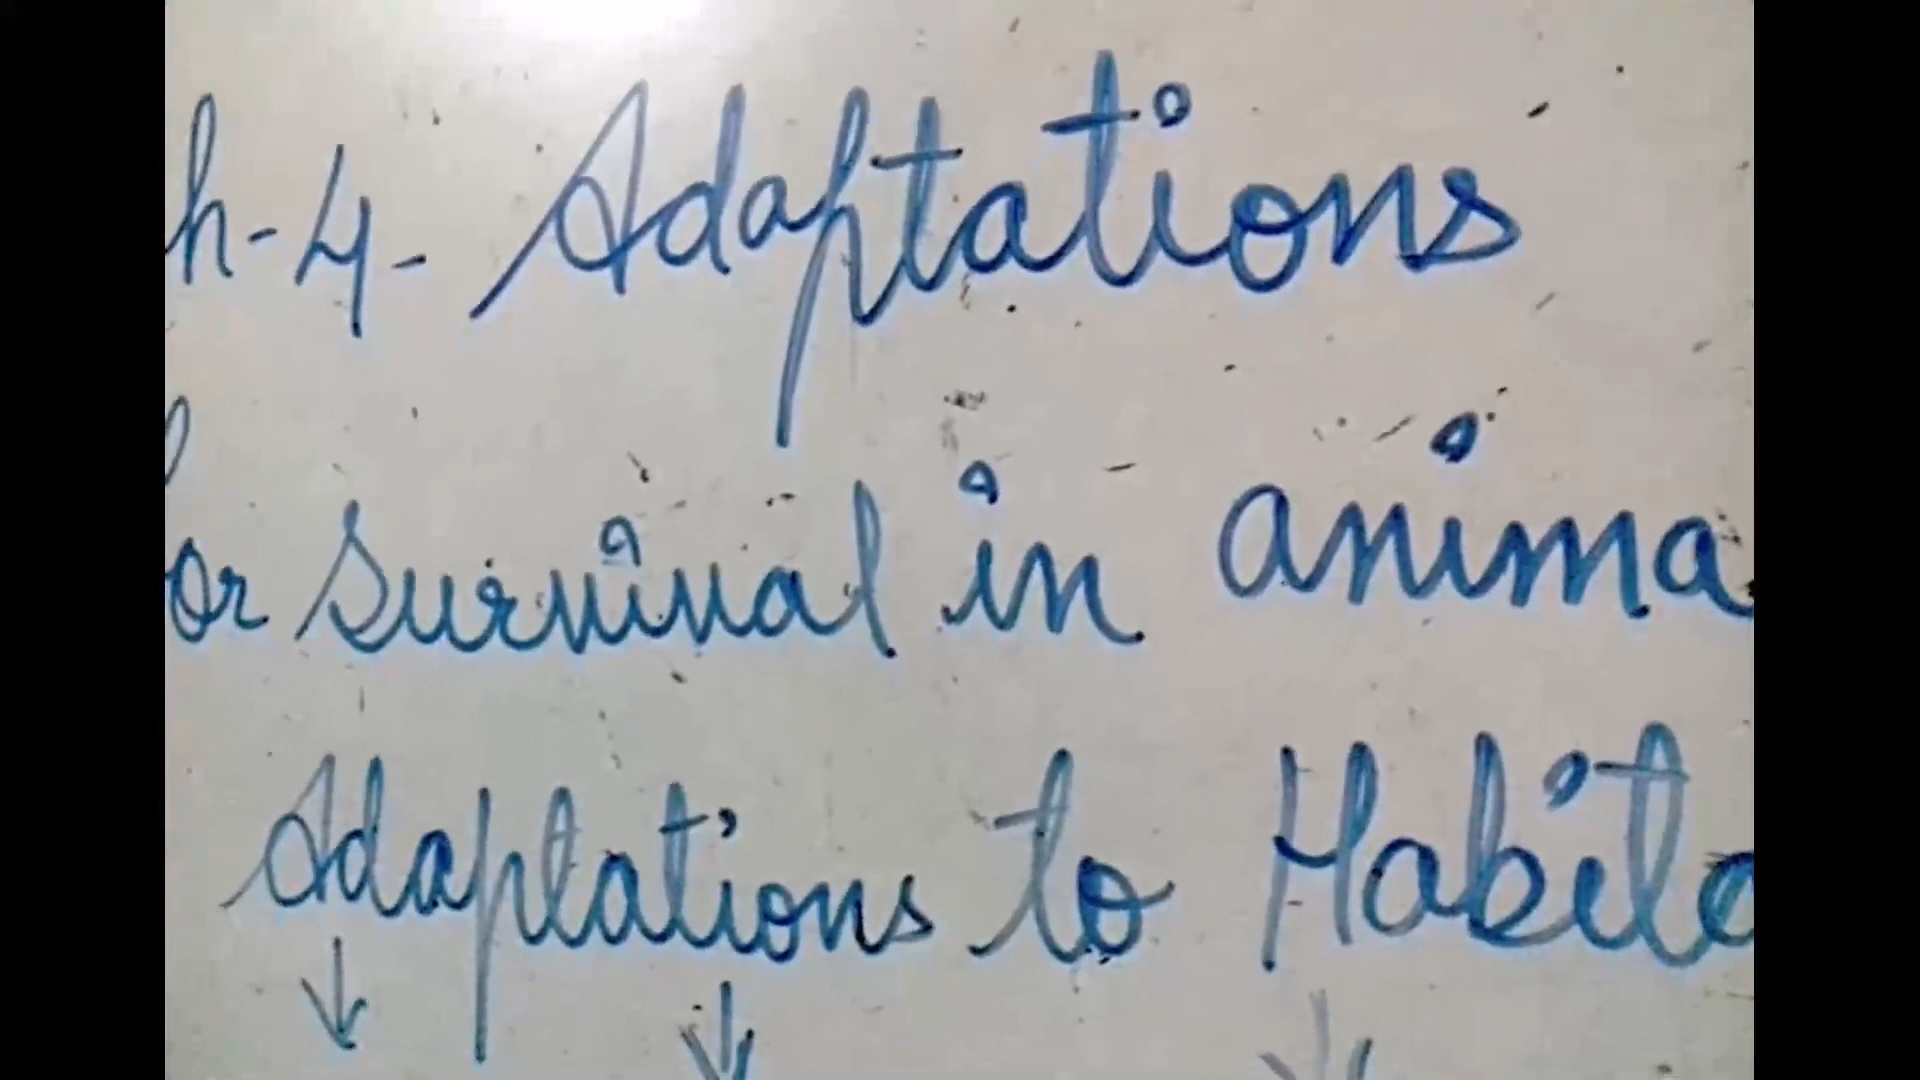 h-4- Adaptations
or Survival in anima
Adaptations to Habita